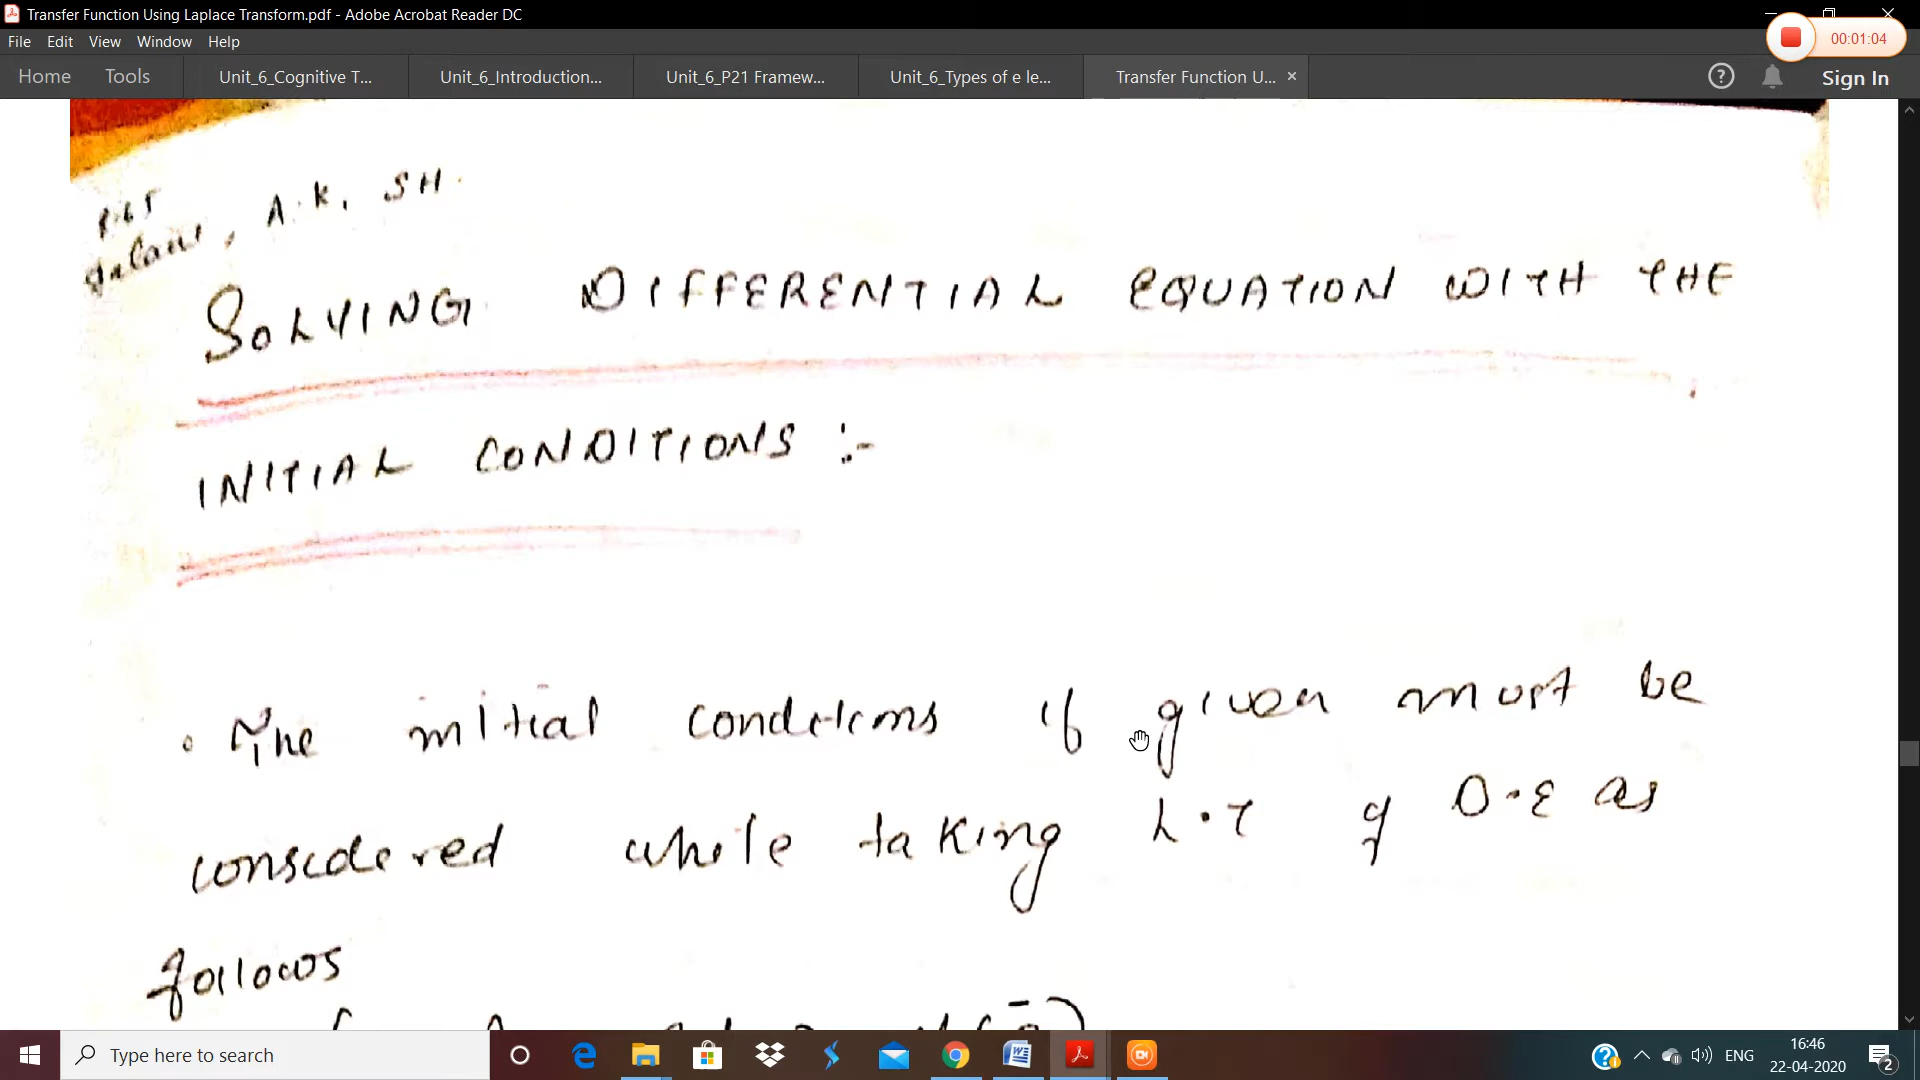 Transfer Function Using Laplace Transform.pdf - Adobe Acrobat Reader DC
File Edit View Window Help
00:01:04
Home Tools Unit_6_Cognitive T... Unit_6_Introduction... Unit_6_P21 Framew... Unit_6_Types of e le... Transfer Function U... × Sign In
A.K, SH.
SOLVING DIFFERENTIAL EQUATION WITH THE
INITIAL CONDITIONS :-
• The initial conditions if given must be
considered while taking L.T of D.E as
follows
Type here to search
ENG
16:46
22-04-2020
2